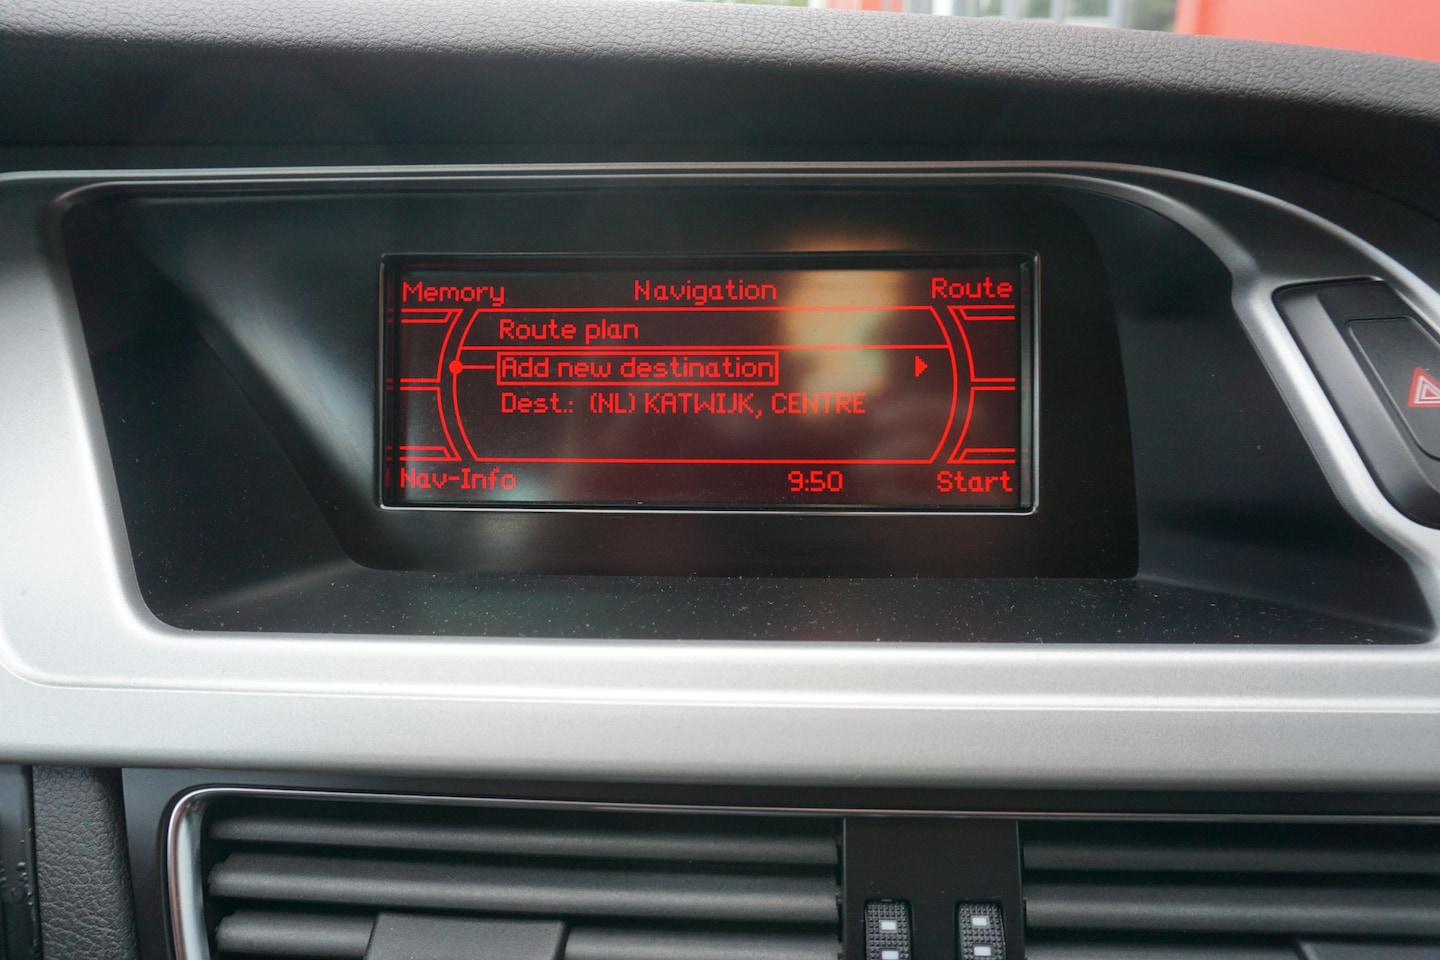 Memory Navigation Route
Route plan
Add new destination
Dest.: (NL) KATWIJK, CENTRE
Nav-Info 9:50 Start